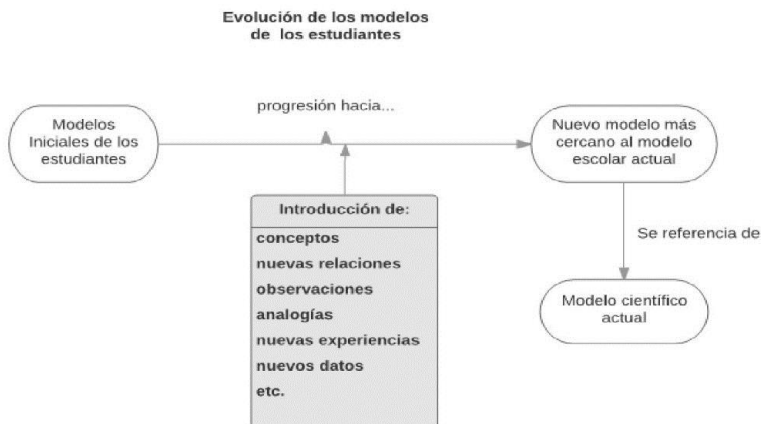 Evolución de los modelos
de los estudiantes
progresión hacia...
Modelos
Iniciales de los
estudiantes
Nuevo modelo más
cercano al modelo
escolar actual
Introducción de:
conceptos
nuevas relaciones
observaciones
analogías
nuevas experiencias
nuevos datos
etc.
Se referencia de
Modelo científico
actual